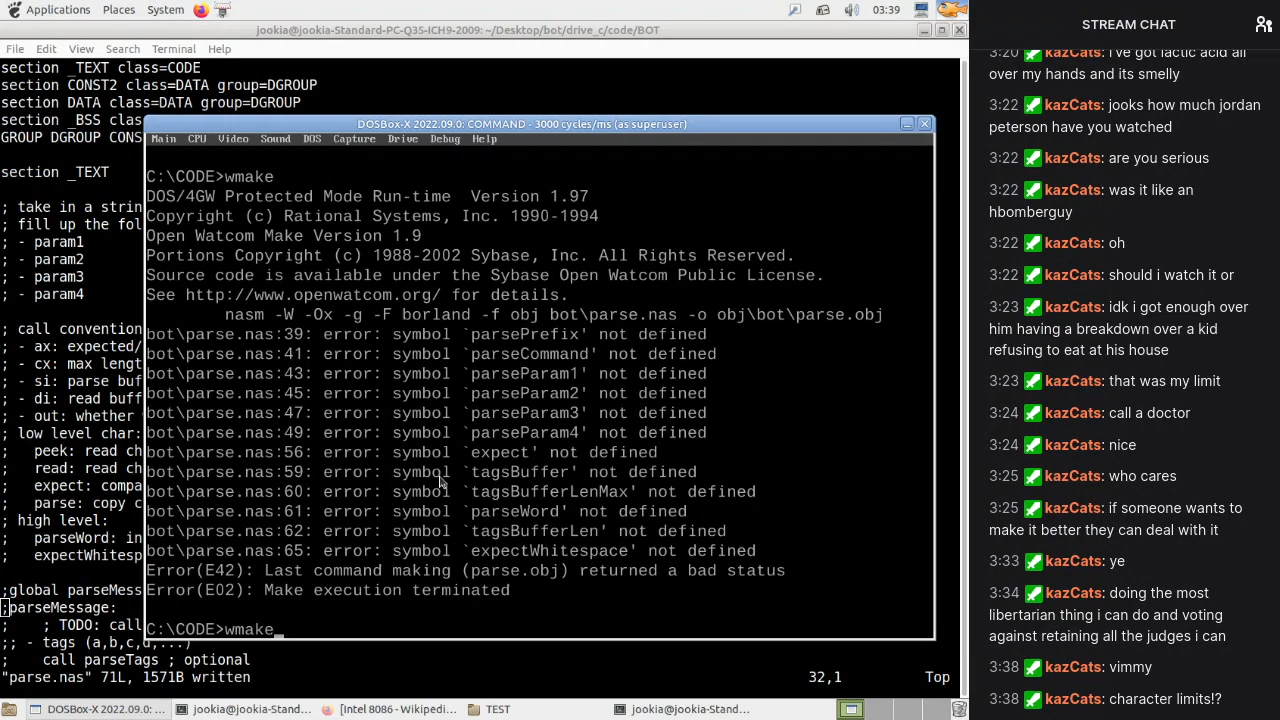 Applications Places System 03:39
jookia@jookia-Standard-PC-Q35-ICH9-2009: ~/Desktop/bot/drive_c/code/BOT
File Edit View Search Terminal Help
section _TEXT class=CODE
section CONST2 class=DATA group=DGROUP
section DATA class=DATA group=DGROUP
section _BSS c
GROUP DGROUP CONS
section _TEXT
; take in a strin
; fill up the fol
; - param1
; - param2
; - param3
; - param4
; call convention
; - ax: expected/
; - cx: max length
; - si: parse buf
; - di: read buff
; - out: whether
; low level char:
;   peek: read ch
;   read: read ch
;   expect: compa
;   parse: copy c
; high level:
;   parseWord: in
;   expectWhitesp
;global parseMess
;parseMessage:
;    ; TODO: call
;; - tags (a,b,c,d,...)
;    call parseTags ; optional
"parse.nas" 71L, 1571B written 32,1 Top
DOSBox-X 2022.09.0: COMMAND - 3000 cycles/ms (as superuser)
Main CPU Video Sound DOS Capture Drive Debug Help
C:\CODE>wmake
DOS/4GW Protected Mode Run-time  Version 1.97
Copyright (c) Rational Systems, Inc. 1990-1994
Open Watcom Make Version 1.9
Portions Copyright (c) 1988-2002 Sybase, Inc. All Rights Reserved.
Source code is available under the Sybase Open Watcom Public License.
See http://www.openwatcom.org/ for details.
nasm -W -Ox -g -F borland -f obj bot\parse.nas -o obj\bot\parse.obj
bot\parse.nas:39: error: symbol `parsePrefix' not defined
bot\parse.nas:41: error: symbol `parseCommand' not defined
bot\parse.nas:43: error: symbol `parseParam1' not defined
bot\parse.nas:45: error: symbol `parseParam2' not defined
bot\parse.nas:47: error: symbol `parseParam3' not defined
bot\parse.nas:49: error: symbol `parseParam4' not defined
bot\parse.nas:56: error: symbol `expect' not defined
bot\parse.nas:59: error: symbol `tagsBuffer' not defined
bot\parse.nas:60: error: symbol `tagsBufferLenMax' not defined
bot\parse.nas:61: error: symbol `parseWord' not defined
bot\parse.nas:62: error: symbol `tagsBufferLen' not defined
bot\parse.nas:65: error: symbol `expectWhitespace' not defined
Error(E42): Last command making (parse.obj) returned a bad status
Error(E02): Make execution terminated
C:\CODE>wmake_
DOSBox-X 2022.09.0: ... jookia@jookia-Stand... [Intel 8086 - Wikipedi... TEST jookia@jookia-Stand...
STREAM CHAT
3:20 kazCats: i've got lactic acid all
over my hands and its smelly
3:22 kazCats: jooks how much jordan
peterson have you watched
3:22 kazCats: are you serious
3:22 kazCats: was it like an
hbomberguy
3:22 kazCats: oh
3:22 kazCats: should i watch it or
3:23 kazCats: idk i got enough over
him having a breakdown over a kid
refusing to eat at his house
3:23 kazCats: that was my limit
3:24 kazCats: call a doctor
3:24 kazCats: nice
3:25 kazCats: who cares
3:25 kazCats: if someone wants to
make it better they can deal with it
3:33 kazCats: ye
3:34 kazCats: doing the most
libertarian thing i can do and voting
against retaining all the judges i can
3:38 kazCats: vimmy
3:38 kazCats: character limits!?